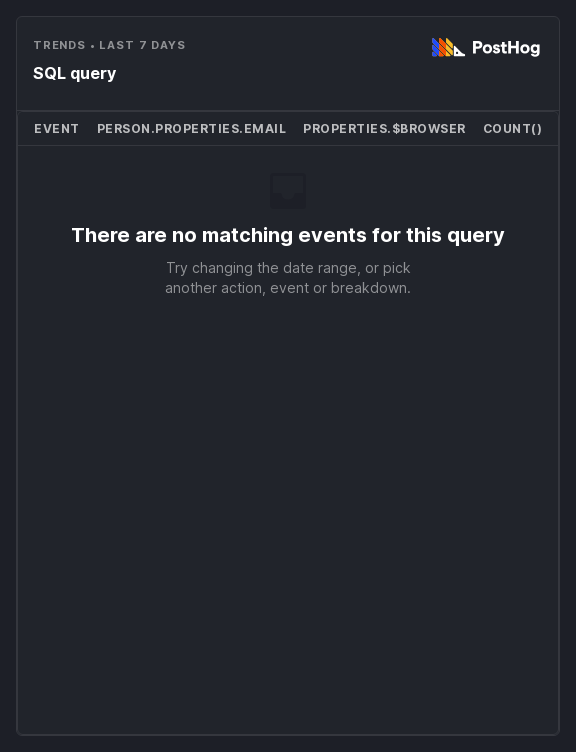 TRENDS • LAST 7 DAYS
SQL query
PostHog
EVENT PERSON.PROPERTIES.EMAIL PROPERTIES.$BROWSER COUNT()
There are no matching events for this query
Try changing the date range, or pick
another action, event or breakdown.